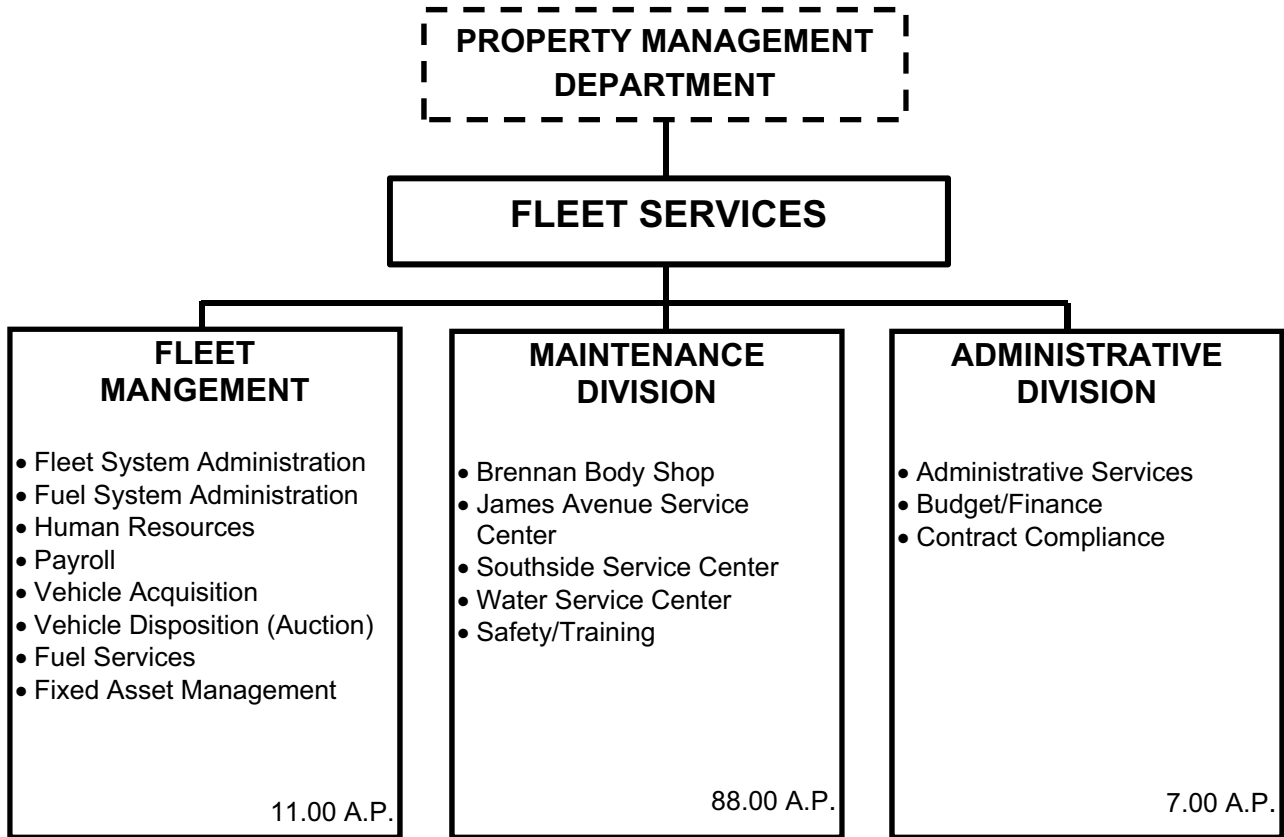 PROPERTY MANAGEMENT
DEPARTMENT
FLEET SERVICES
FLEET
MANGEMENT
• Fleet System Administration
• Fuel System Administration
• Human Resources
• Payroll
• Vehicle Acquisition
• Vehicle Disposition (Auction)
• Fuel Services
• Fixed Asset Management
11.00 A.P.
MAINTENANCE
DIVISION
• Brennan Body Shop
• James Avenue Service
Center
• Southside Service Center
• Water Service Center
• Safety/Training
88.00 A.P.
ADMINISTRATIVE
DIVISION
• Administrative Services
• Budget/Finance
• Contract Compliance
7.00 A.P.